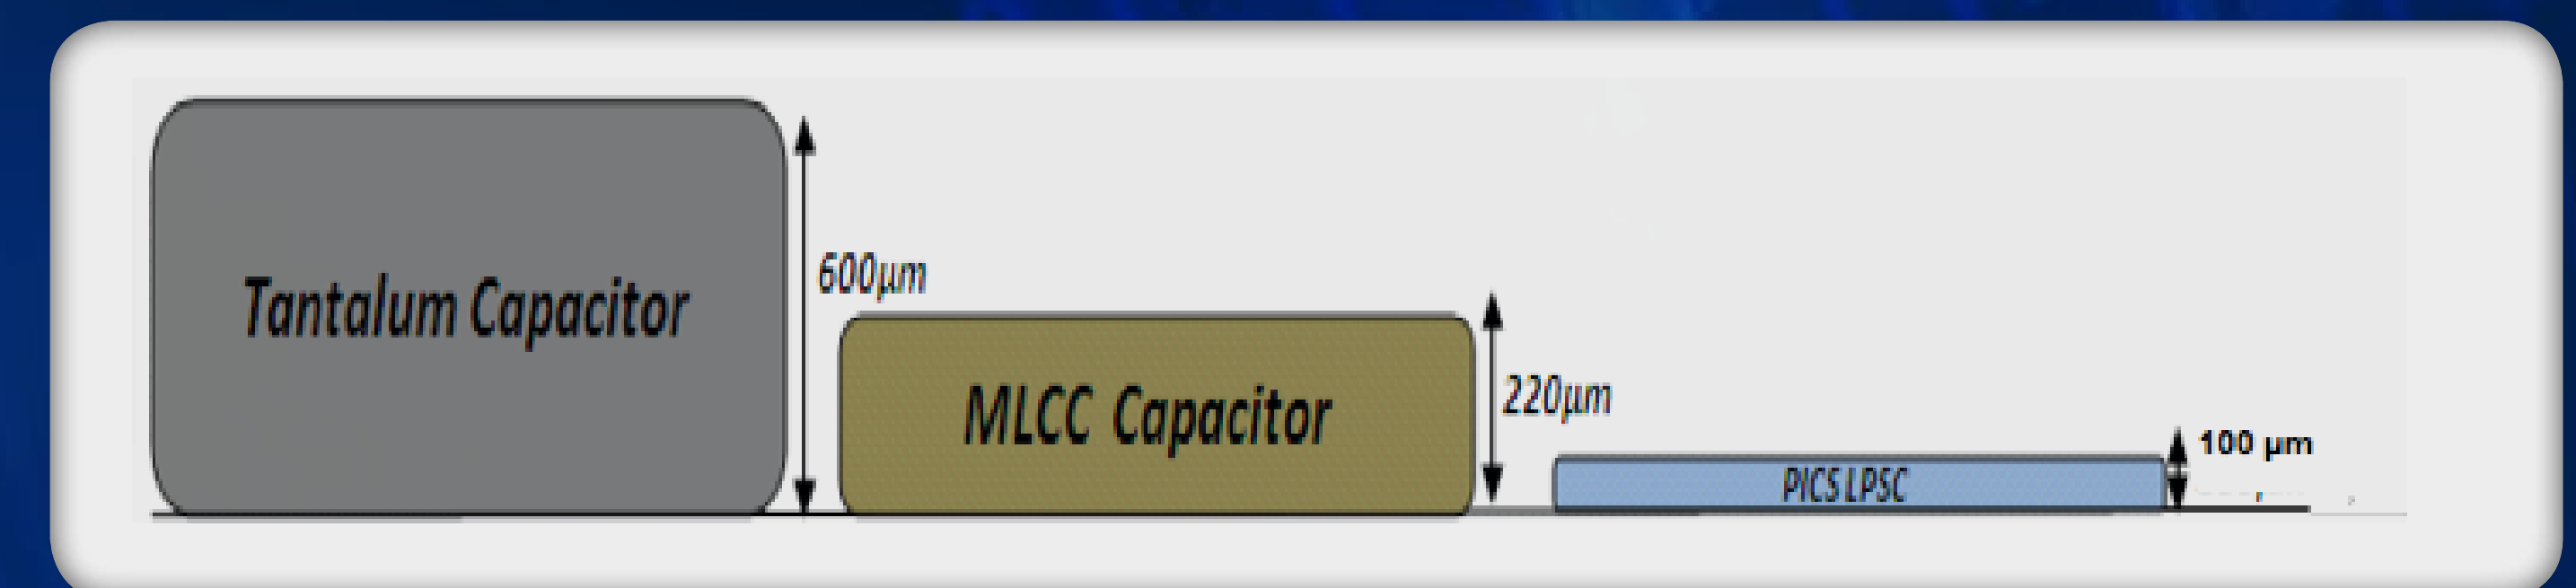 Tantalum Capacitor
600µm
MLCC Capacitor
220µm
PICS LPSC
100 µm